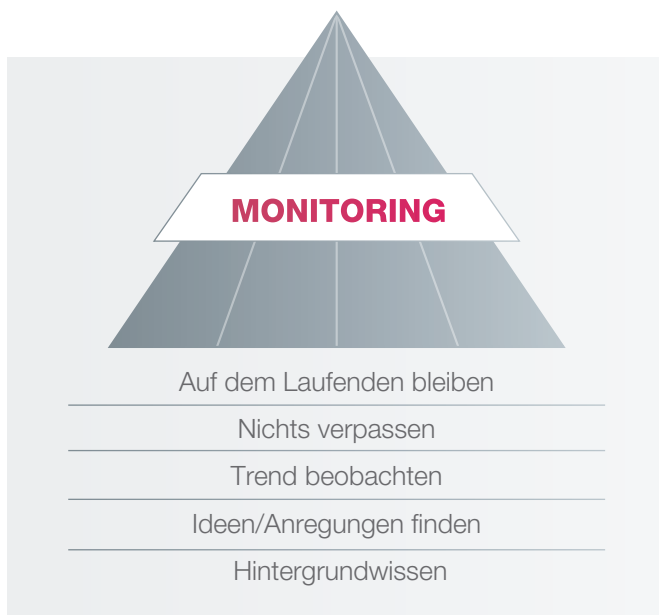 MONITORING
Auf dem Laufenden bleiben
Nichts verpassen
Trend beobachten
Ideen/Anregungen finden
Hintergrundwissen